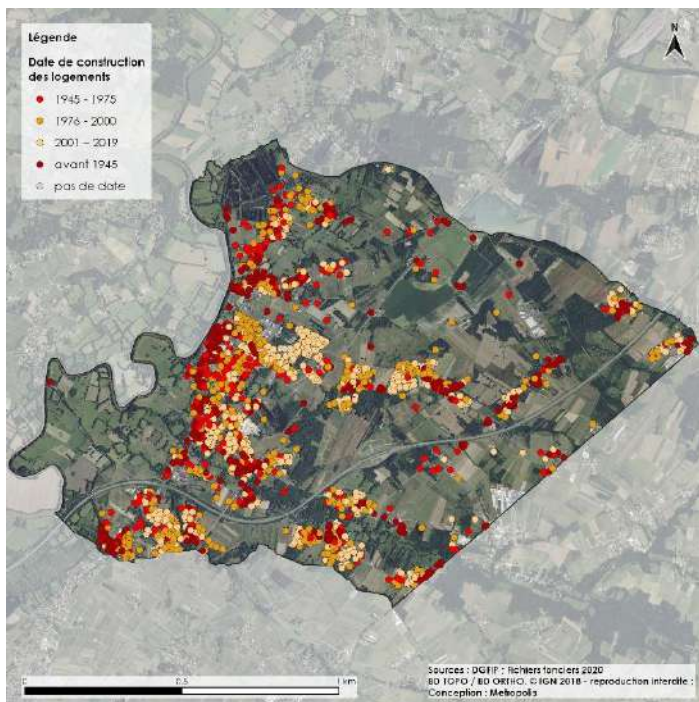 Légende
Date de construction
des logements
1945 - 1975
1976 - 2000
2001 – 2019
avant 1945
pas de date
N
0 0.5 1 km
Sources : DGFIP ; Fichiers fonciers 2020
BD TOPO / BD ORTHO, © IGN 2018 - reproduction interdite ;
Conception : Metropolis